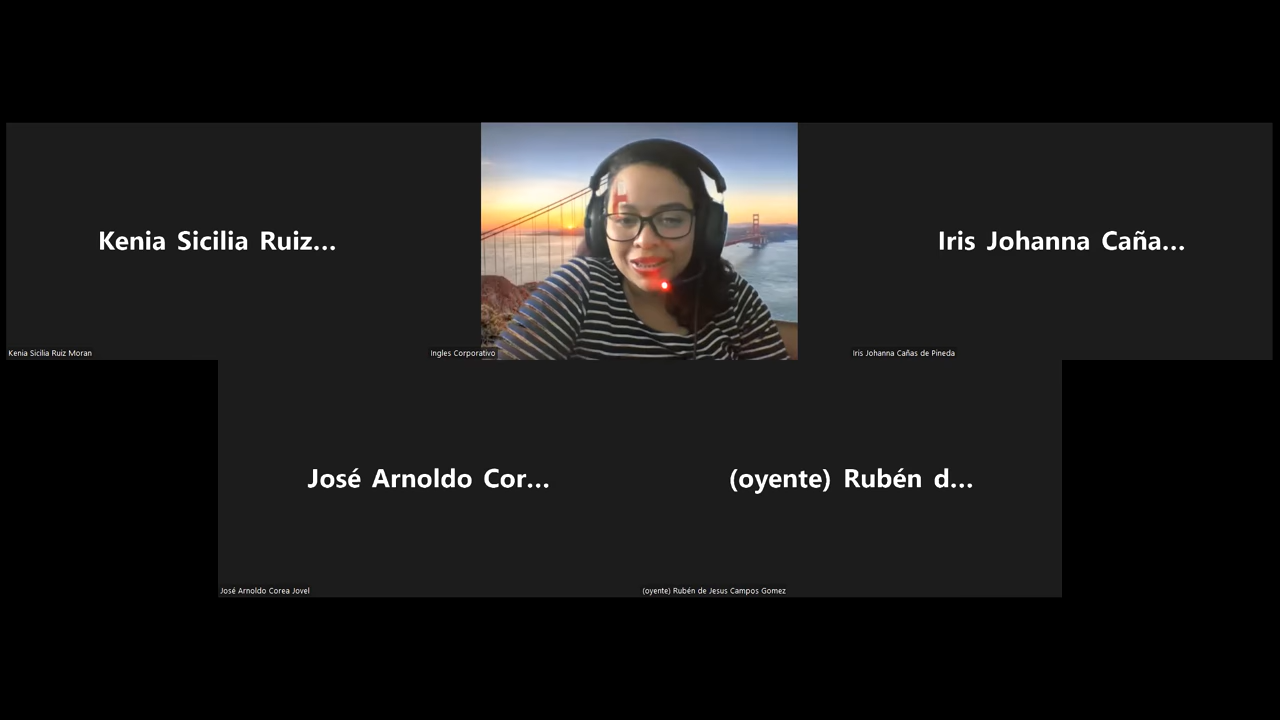 Kenia Sicilia Ruiz...
Iris Johanna Caña...
Kenia Sicilia Ruiz Moran
Ingles Corporativo
Iris Johanna Cañas de Pineda
José Arnoldo Cor...
(oyente) Rubén d...
José Arnoldo Corea Jovel
(oyente) Rubén de Jesus Campos Gomez